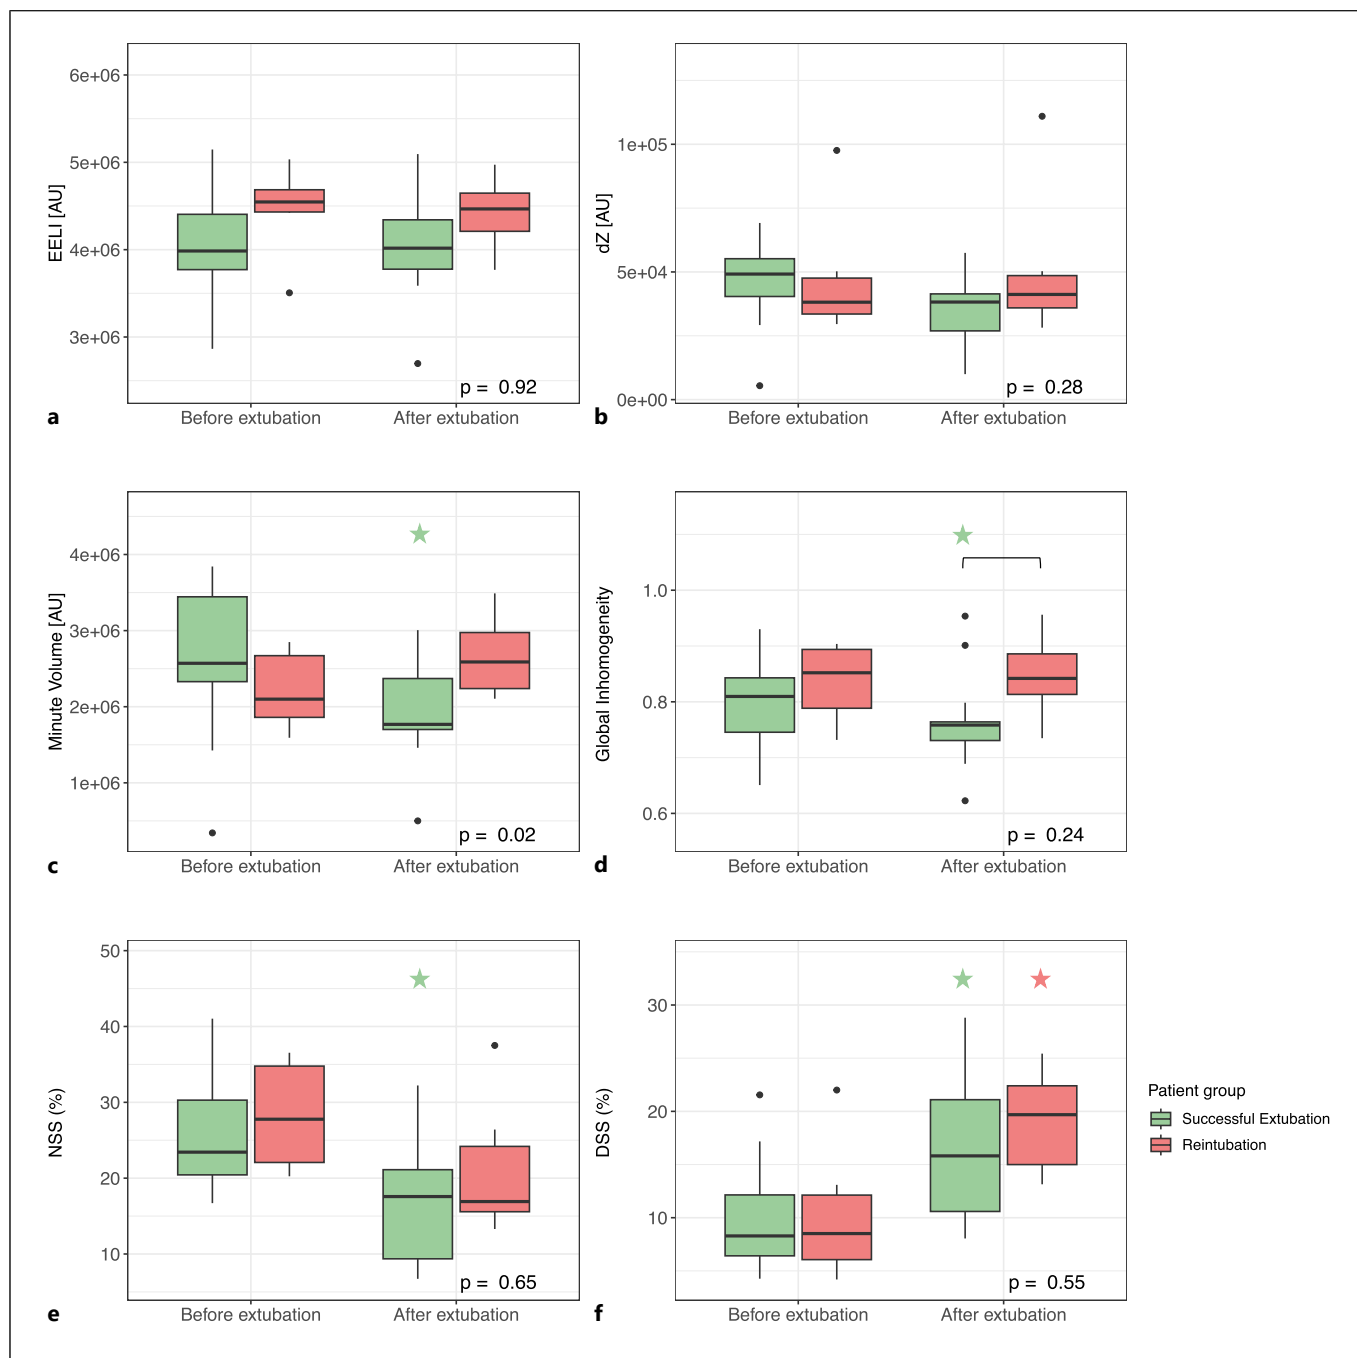 6e+06
5e+06
4e+06
3e+06
EELI [AU]
p = 0.92
Before extubation
After extubation
a
1e+05
5e+04
0e+00
dZ [AU]
p = 0.28
Before extubation
After extubation
b
4e+06
3e+06
2e+06
1e+06
Minute Volume [AU]
p = 0.02
Before extubation
After extubation
c
1.0
0.8
0.6
Global Inhomogeneity
p = 0.24
Before extubation
After extubation
d
50
40
30
20
10
NSS (%)
p = 0.65
Before extubation
After extubation
e
30
20
10
DSS (%)
p = 0.55
Before extubation
After extubation
f
Patient group
Successful Extubation
Reintubation